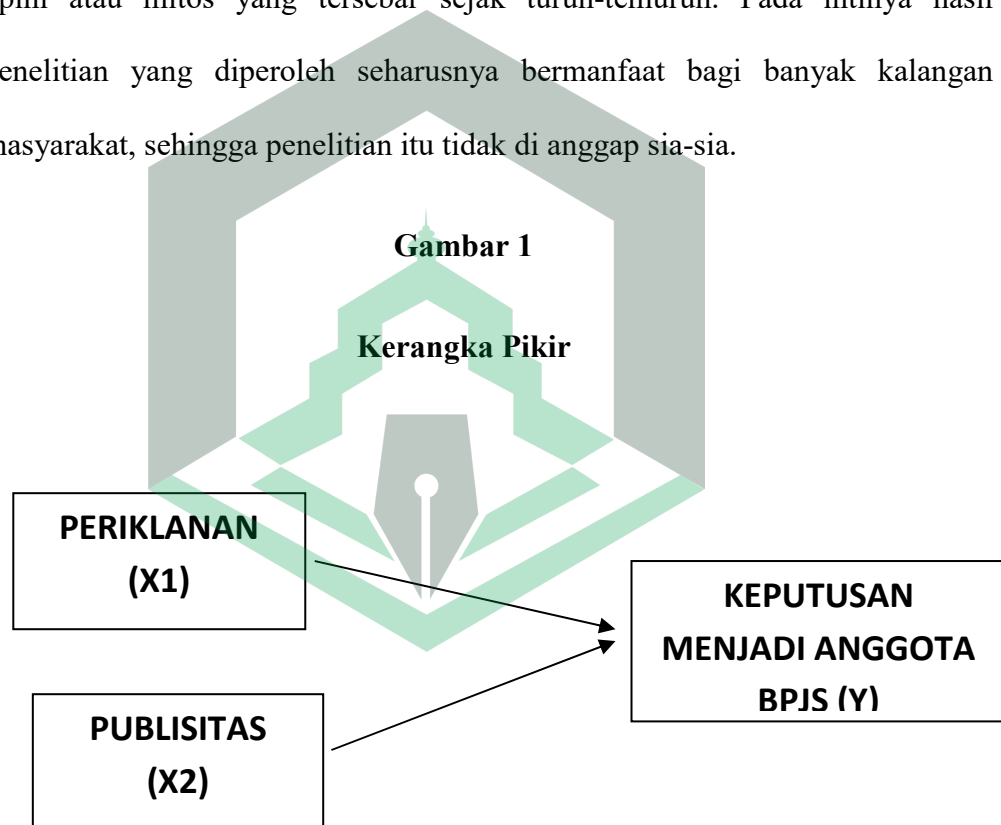 atau mitos yang tersebar sejak turun-temurun. Pada intinya hasil
penelitian yang diperoleh seharusnya bermanfaat bagi banyak kalangan
masyarakat, sehingga penelitian itu tidak di anggap sia-sia.
Gambar 1
Kerangka Pikir
PERIKLANAN
(X1)
KEPUTUSAN
MENJADI ANGGOTA
BPJS (Y)
PUBLISITAS
(X2)